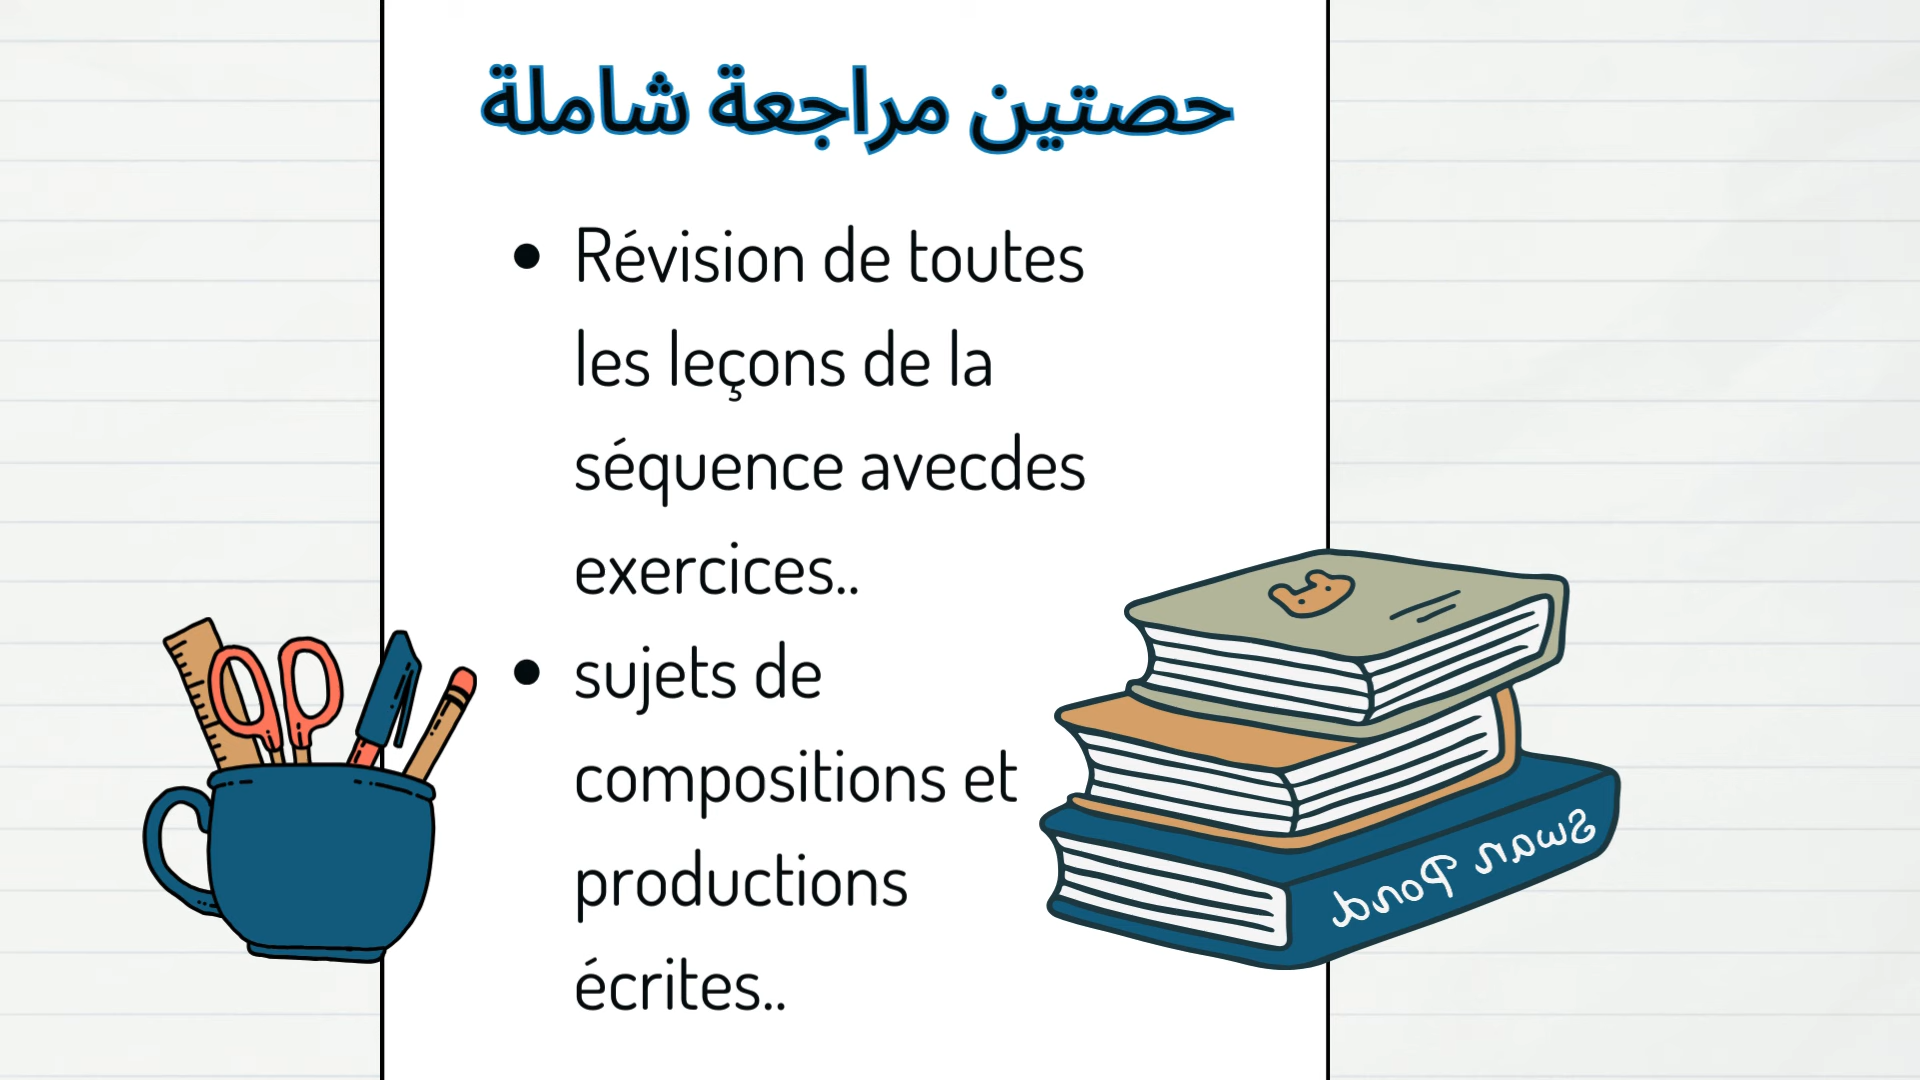 حصتين مراجعة شاملة
• Révision de toutes
les leçons de la
séquence avecdes
exercices..
• sujets de
compositions et
productions
écrites..
Swan Pond